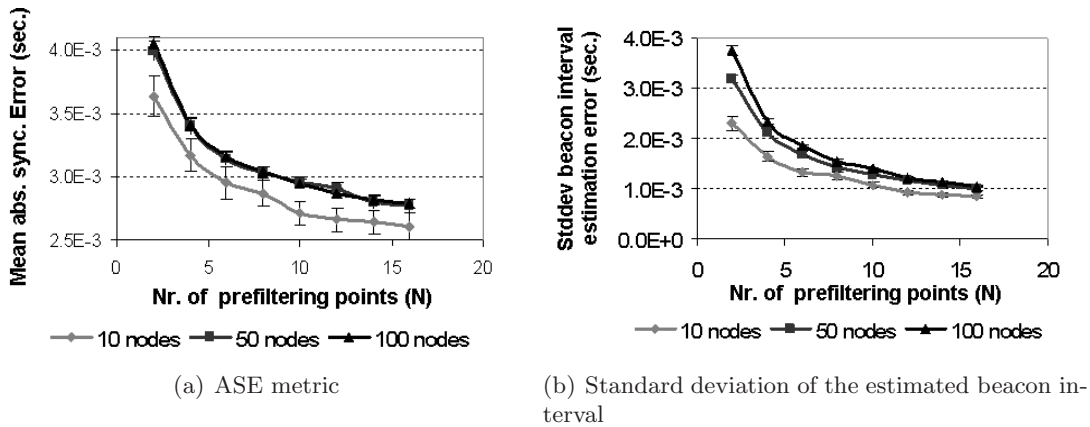 Mean abs. sync. Error (sec.)
4.0E-3
3.5E-3
3.0E-3
2.5E-3
0 5 10 15 20
Nr. of prefiltering points (N)
10 nodes 50 nodes 100 nodes
(a) ASE metric
Stddev beacon interval
estimation error (sec.)
4.0E-3
3.0E-3
2.0E-3
1.0E-3
0.0E+0
0 5 10 15 20
Nr. of prefiltering points (N)
10 nodes 50 nodes 100 nodes
(b) Standard deviation of the estimated beacon in-
terval